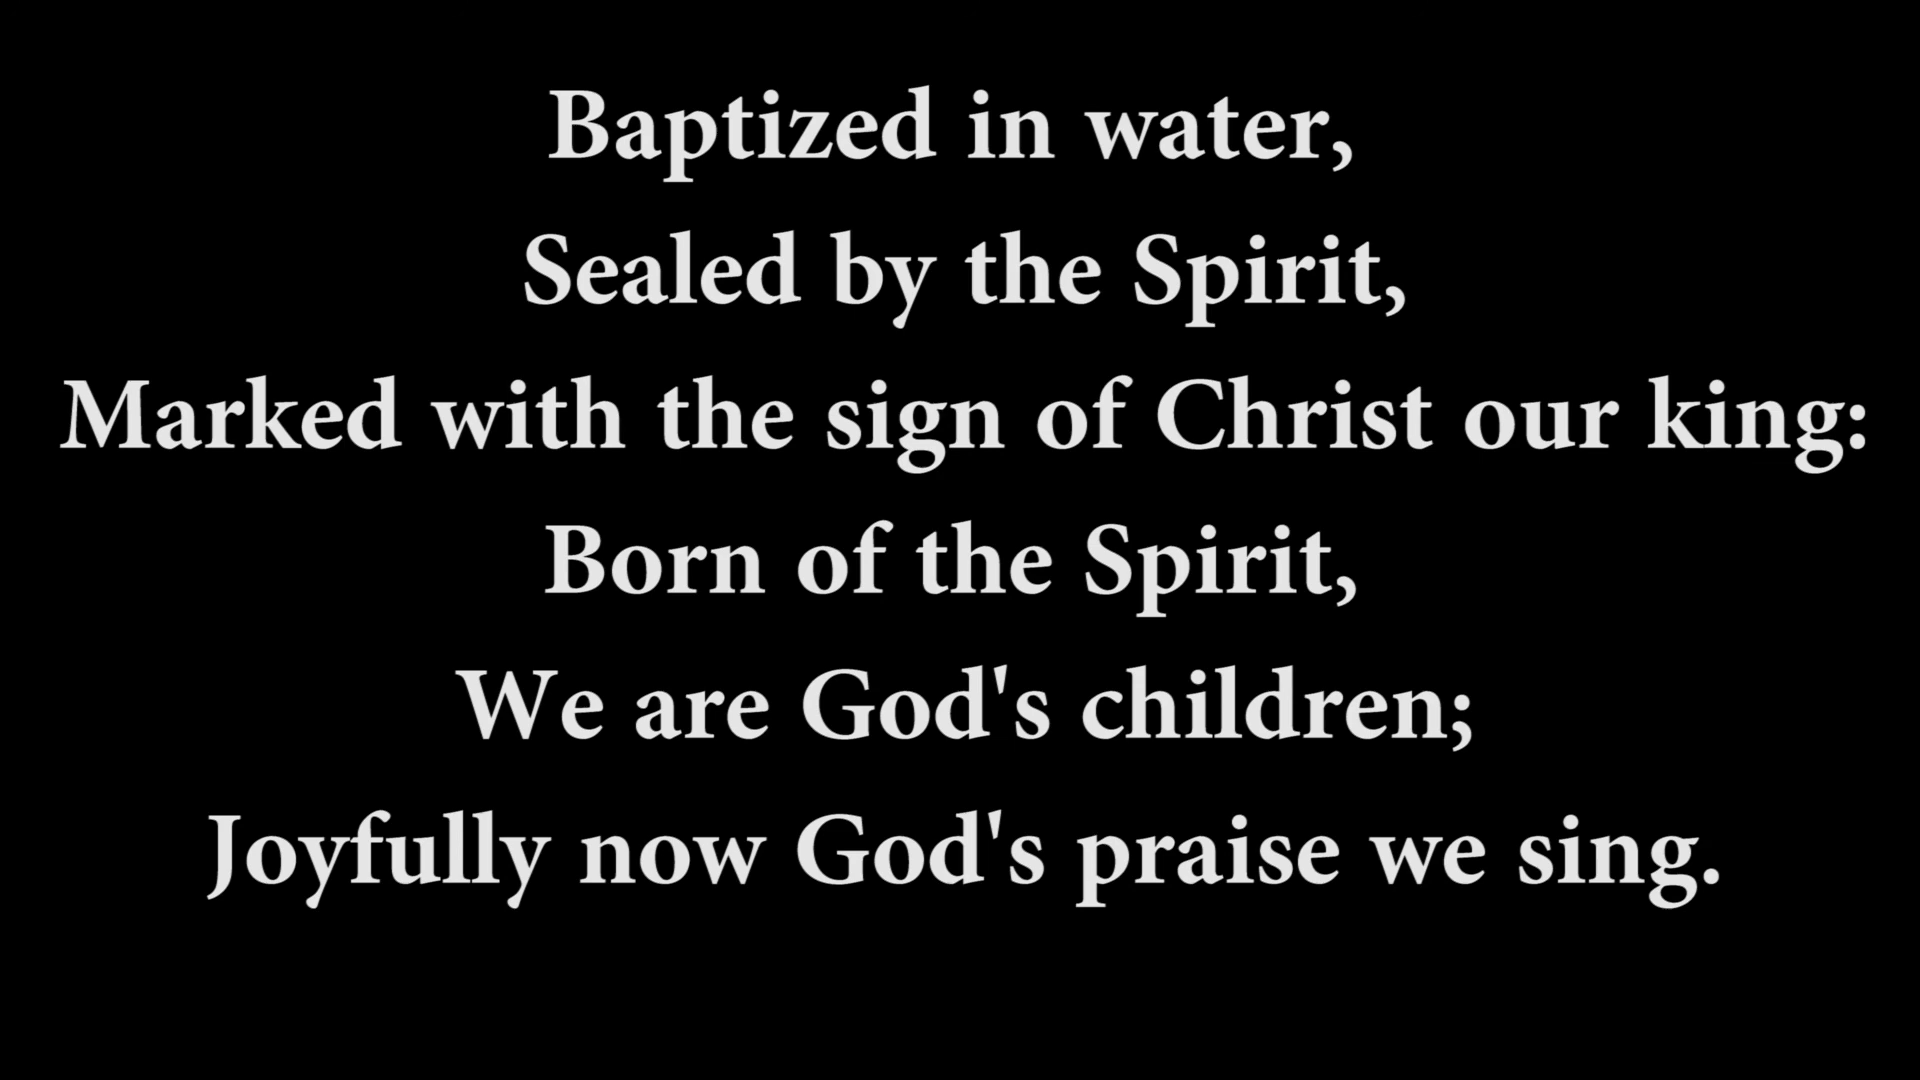 Baptized in water,
Sealed by the Spirit,
Marked with the sign of Christ our king:
Born of the Spirit,
We are God's children;
Joyfully now God's praise we sing.